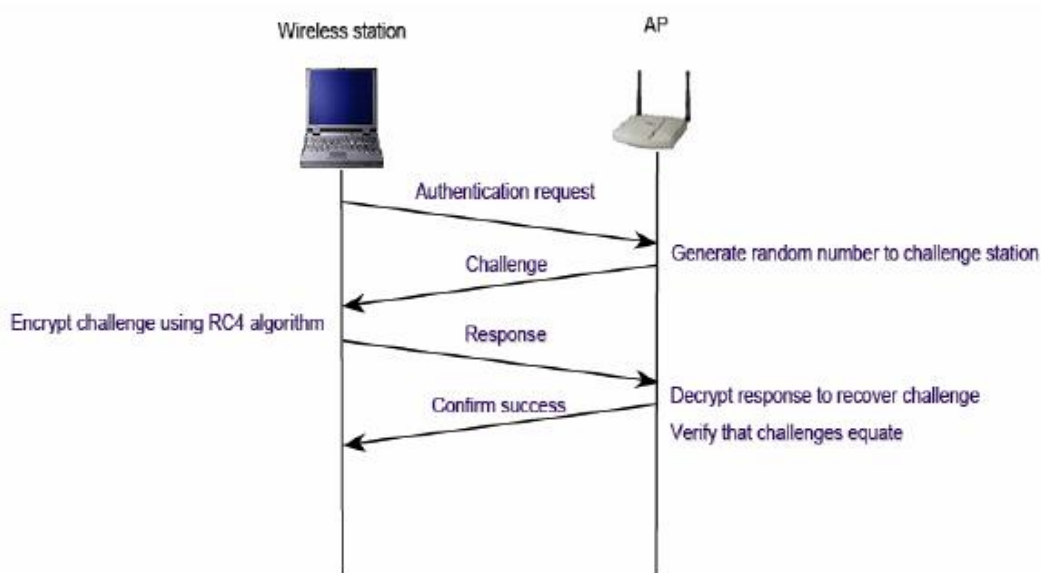 Wireless station
AP
Authentication request
Generate random number to challenge station
Challenge
Encrypt challenge using RC4 algorithm
Response
Decrypt response to recover challenge
Confirm success
Verify that challenges equate